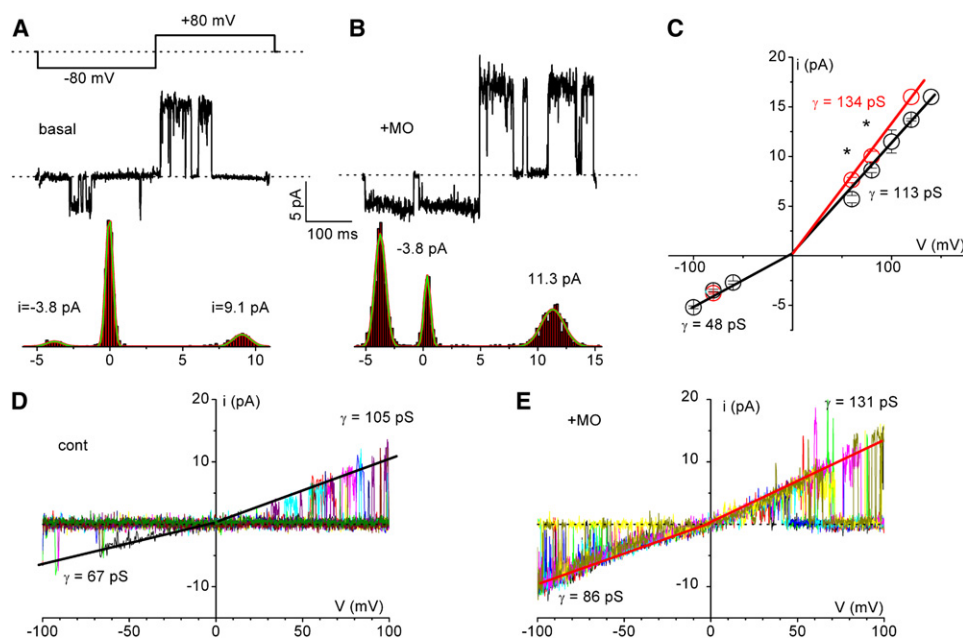 A
+80 mV
-80 mV
basal
5 pA
100 ms
i=-3.8 pA
i=9.1 pA
-5 0 5 10
B
+MO
-3.8 pA
11.3 pA
-5 0 5 10 15
C
i (pA)
15
10
5
-5
γ = 134 pS
*
*
γ = 113 pS
V (mV)
-100 100
γ = 48 pS
D
cont
20
i (pA)
10
-10
γ = 105 pS
γ = 67 pS
V (mV)
-100 -50 0 50 100
E
+MO
20
i (pA)
10
-10
γ = 131 pS
γ = 86 pS
V (mV)
-100 -50 0 50 100